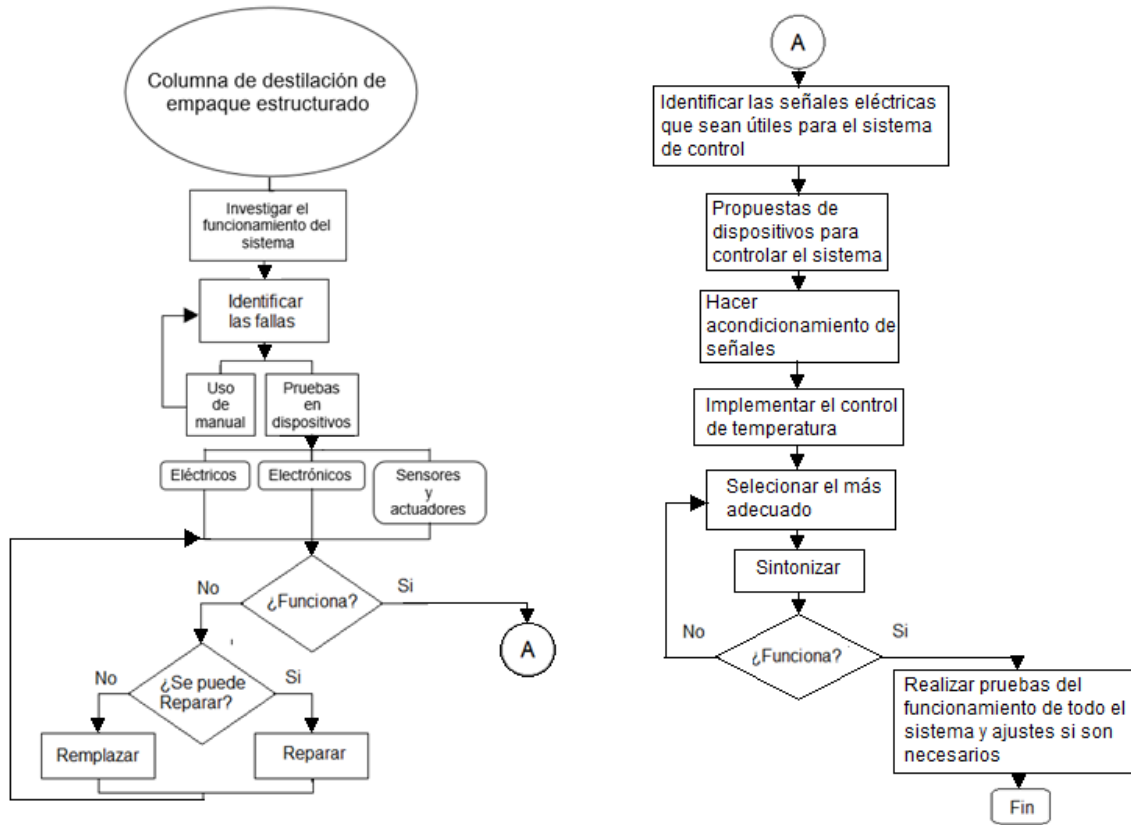 Columna de destilación de
empaque estructurado
Investigar el
funcionamiento del
sistema
Identificar
las fallas
Uso
de
manual
Pruebas
en
dispositivos
Eléctricos
Electrónicos
Sensores
y
actuadores
¿Funciona?
No
Si
A
¿Se puede
Reparar?
No
Si
Remplazar
Reparar
A
Identificar las señales eléctricas
que sean útiles para el sistema
de control
Propuestas de
dispositivos para
controlar el sistema
Hacer
acondicionamiento de
señales
Implementar el control
de temperatura
Selecionar el más
adecuado
Sintonizar
¿Funciona?
No
Si
Realizar pruebas del
funcionamiento de todo el
sistema y ajustes si son
necesarios
Fin